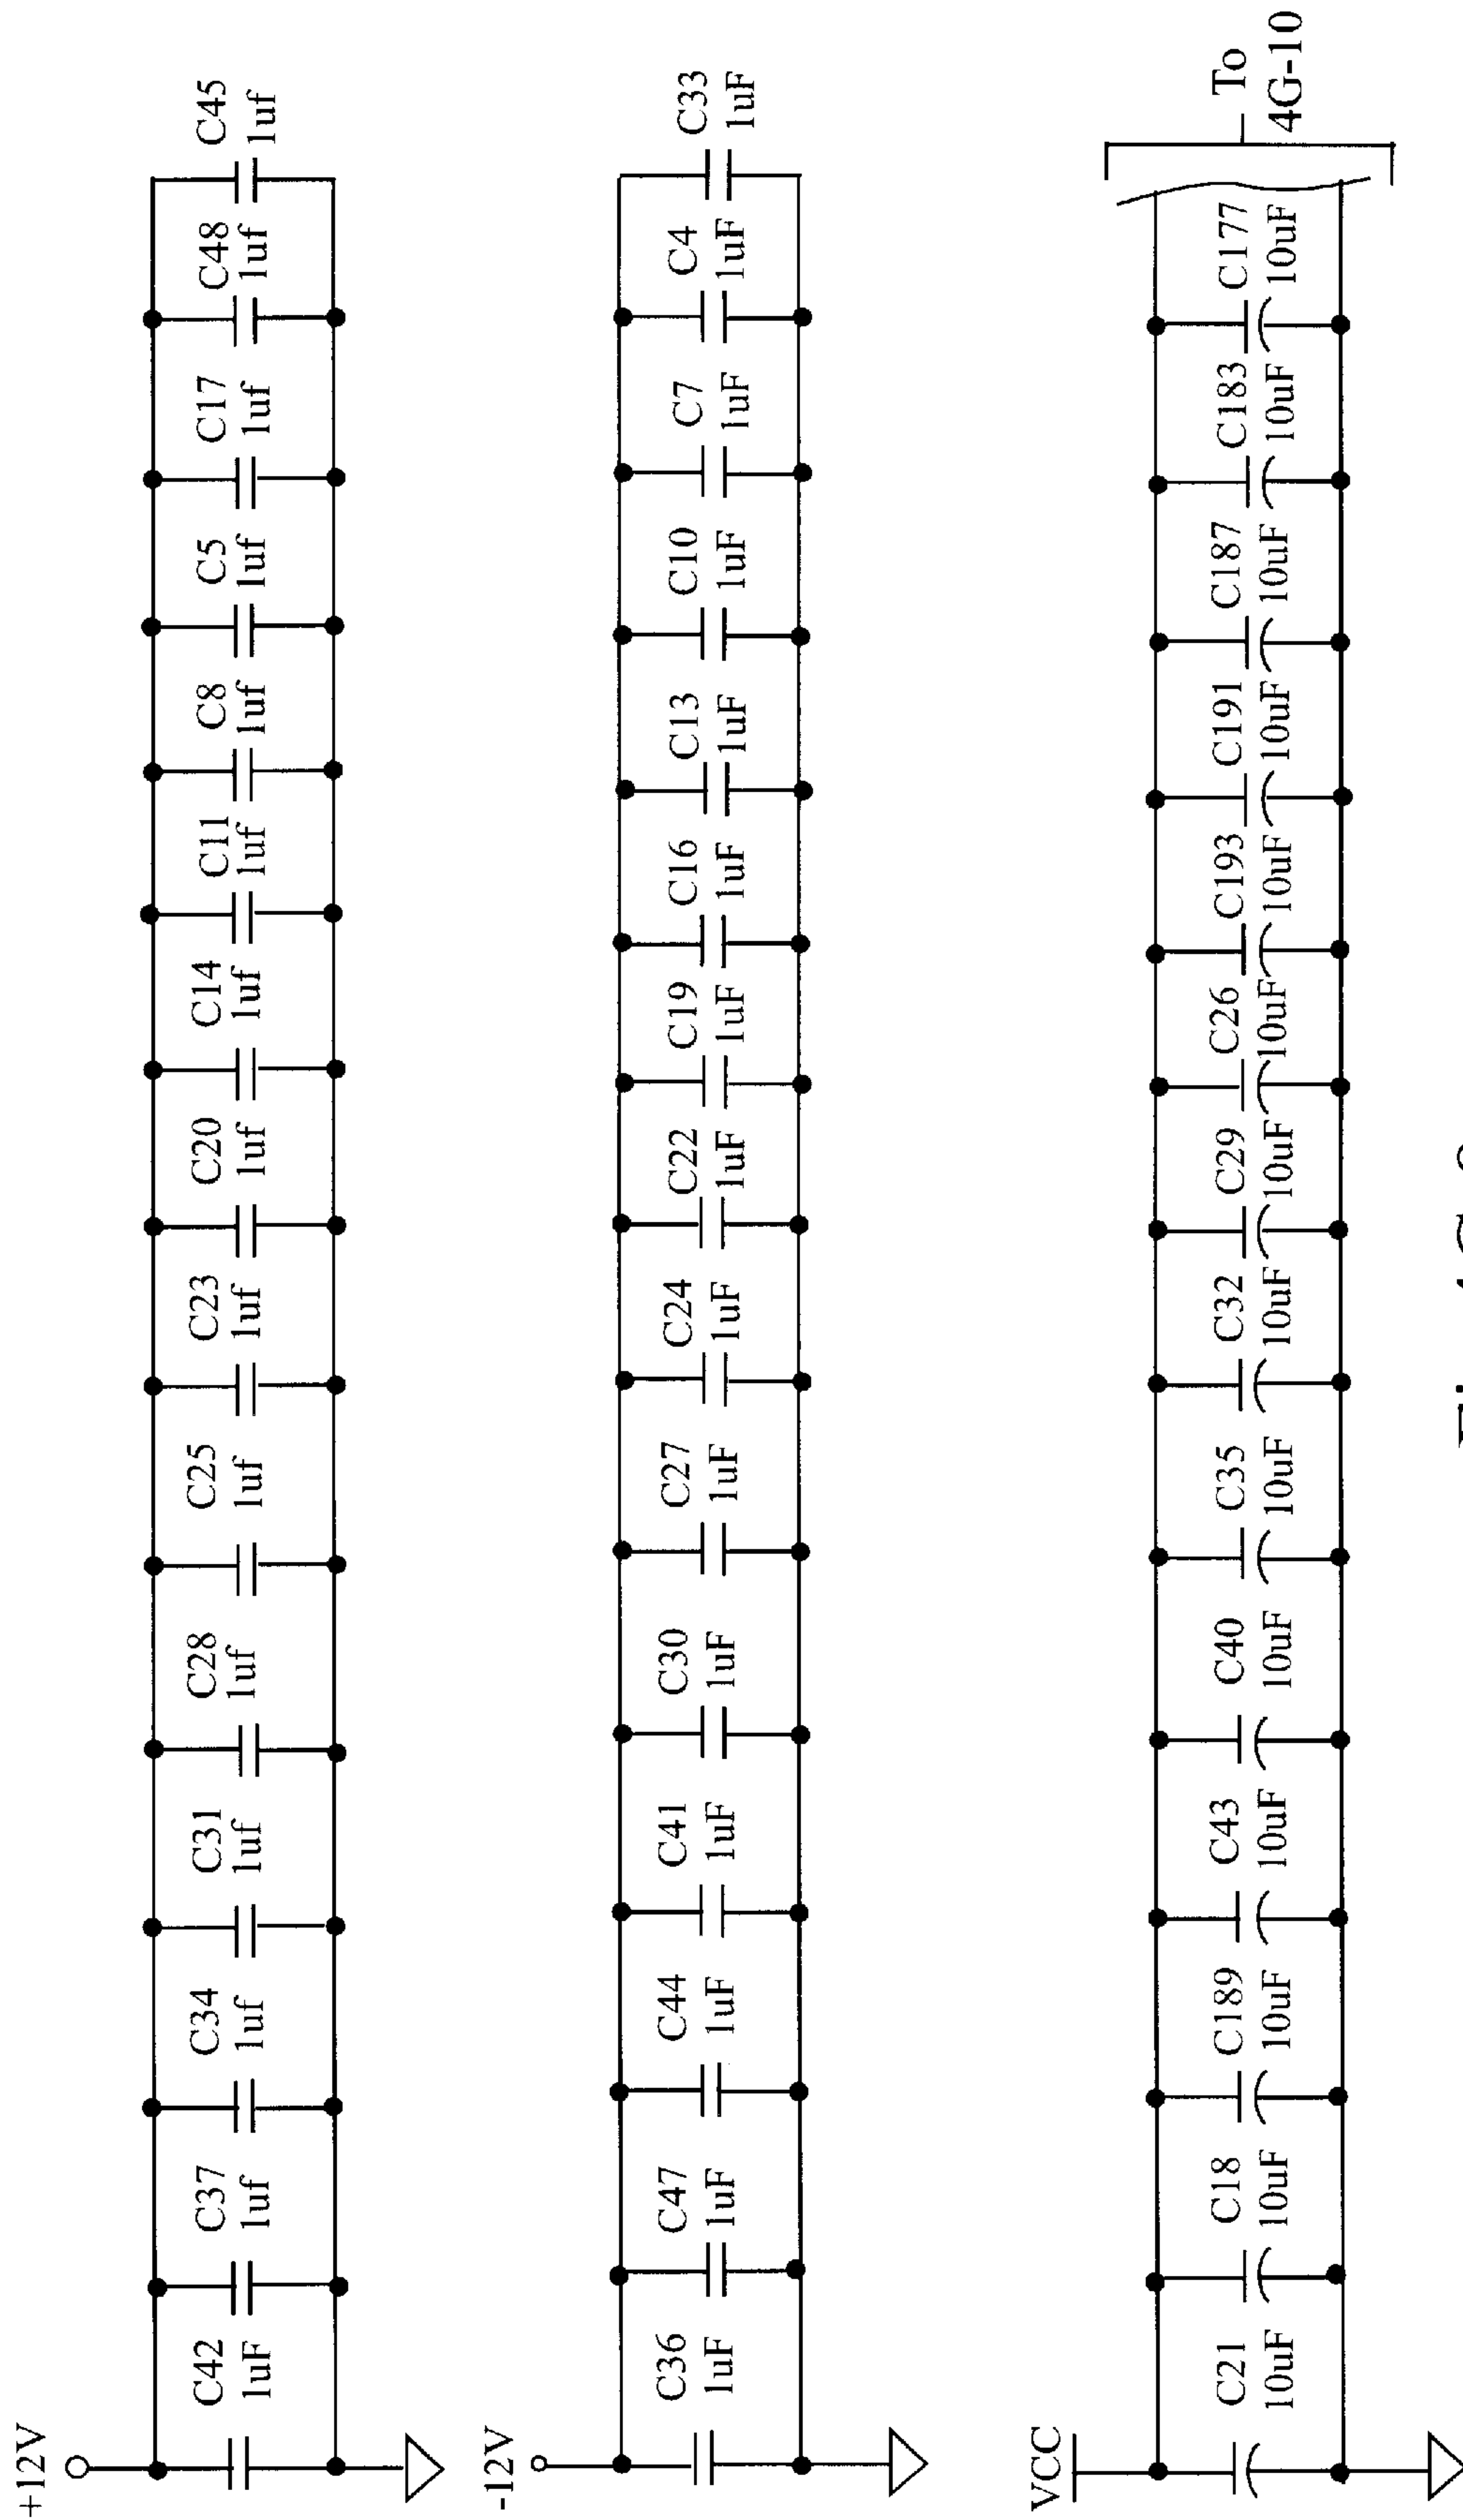 +12V
C42
1uF
C37
1uf
C34
1uf
C31
1uf
C28
1uf
C25
1uf
C23
1uf
C20
1uf
C14
1uf
C11
1uf
C8
1uf
C5
1uf
C17
1uf
C48
1uf
C45
1uf
-12V
C36
1uF
C47
1uF
C44
1uF
C41
1uF
C30
1uF
C27
1uF
C24
1uF
C22
1uF
C19
1uF
C16
1uF
C13
1uF
C10
1uF
C7
1uF
C4
1uF
C33
1uF
VCC
C21
10uF
C18
10uF
C189
10uF
C43
10uF
C40
10uF
C35
10uF
C32
10uF
C29
10uF
C26
10uF
C193
10uF
C191
10uF
C187
10uF
C183
10uF
C177
10uF
To
4G-10